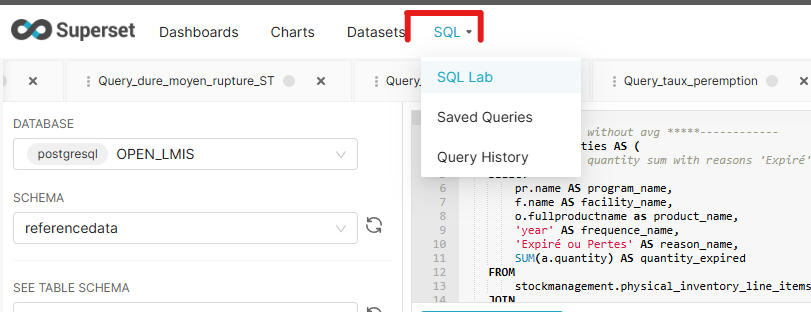 Superset Dashboards Charts Datasets SQL
Query_dure_moyen_rupture_ST Query_ Query_taux_peremption
SQL Lab
Saved Queries
Query History
DATABASE
postgresql OPEN_LMIS
SCHEMA
referencedata
SEE TABLE SCHEMA
without avg *****------------
ties AS (
quantity sum with reasons 'Expiré'
6 pr.name AS program_name,
7 f.name AS facility_name,
8 o.fullproductname as product_name,
9 'year' AS frequence_name,
10 'Expiré ou Pertes' AS reason_name,
11 SUM(a.quantity) AS quantity_expired
12 FROM
13 stockmanagement.physical_inventory_line_items
14 JOIN